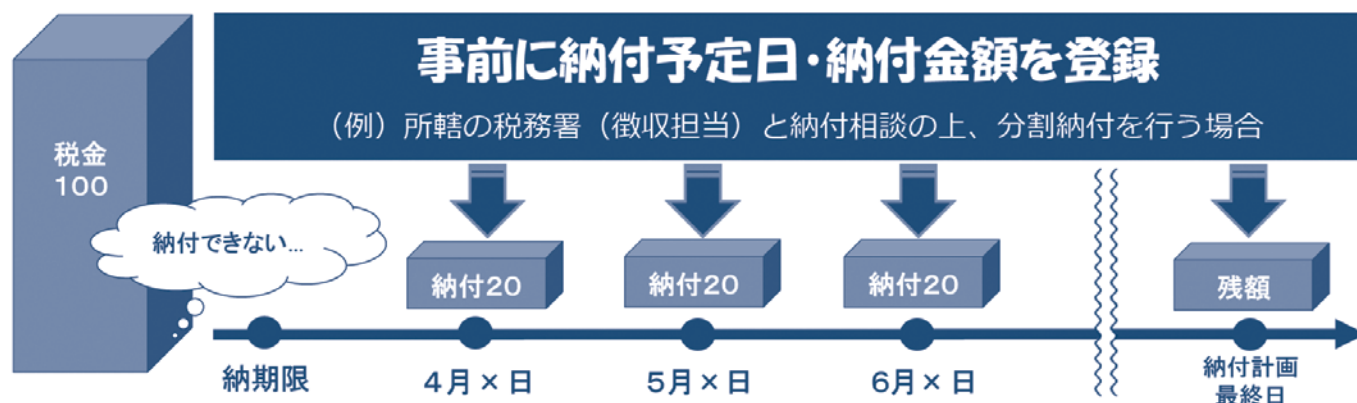 事前に納付予定日・納付金額を登録
（例）所轄の税務署（徴収担当）と納付相談の上、分割納付を行う場合
税金
100
納付できない…
納付20
納付20
納付20
残額
納期限
4月×日
5月×日
6月×日
納付計画
最終日